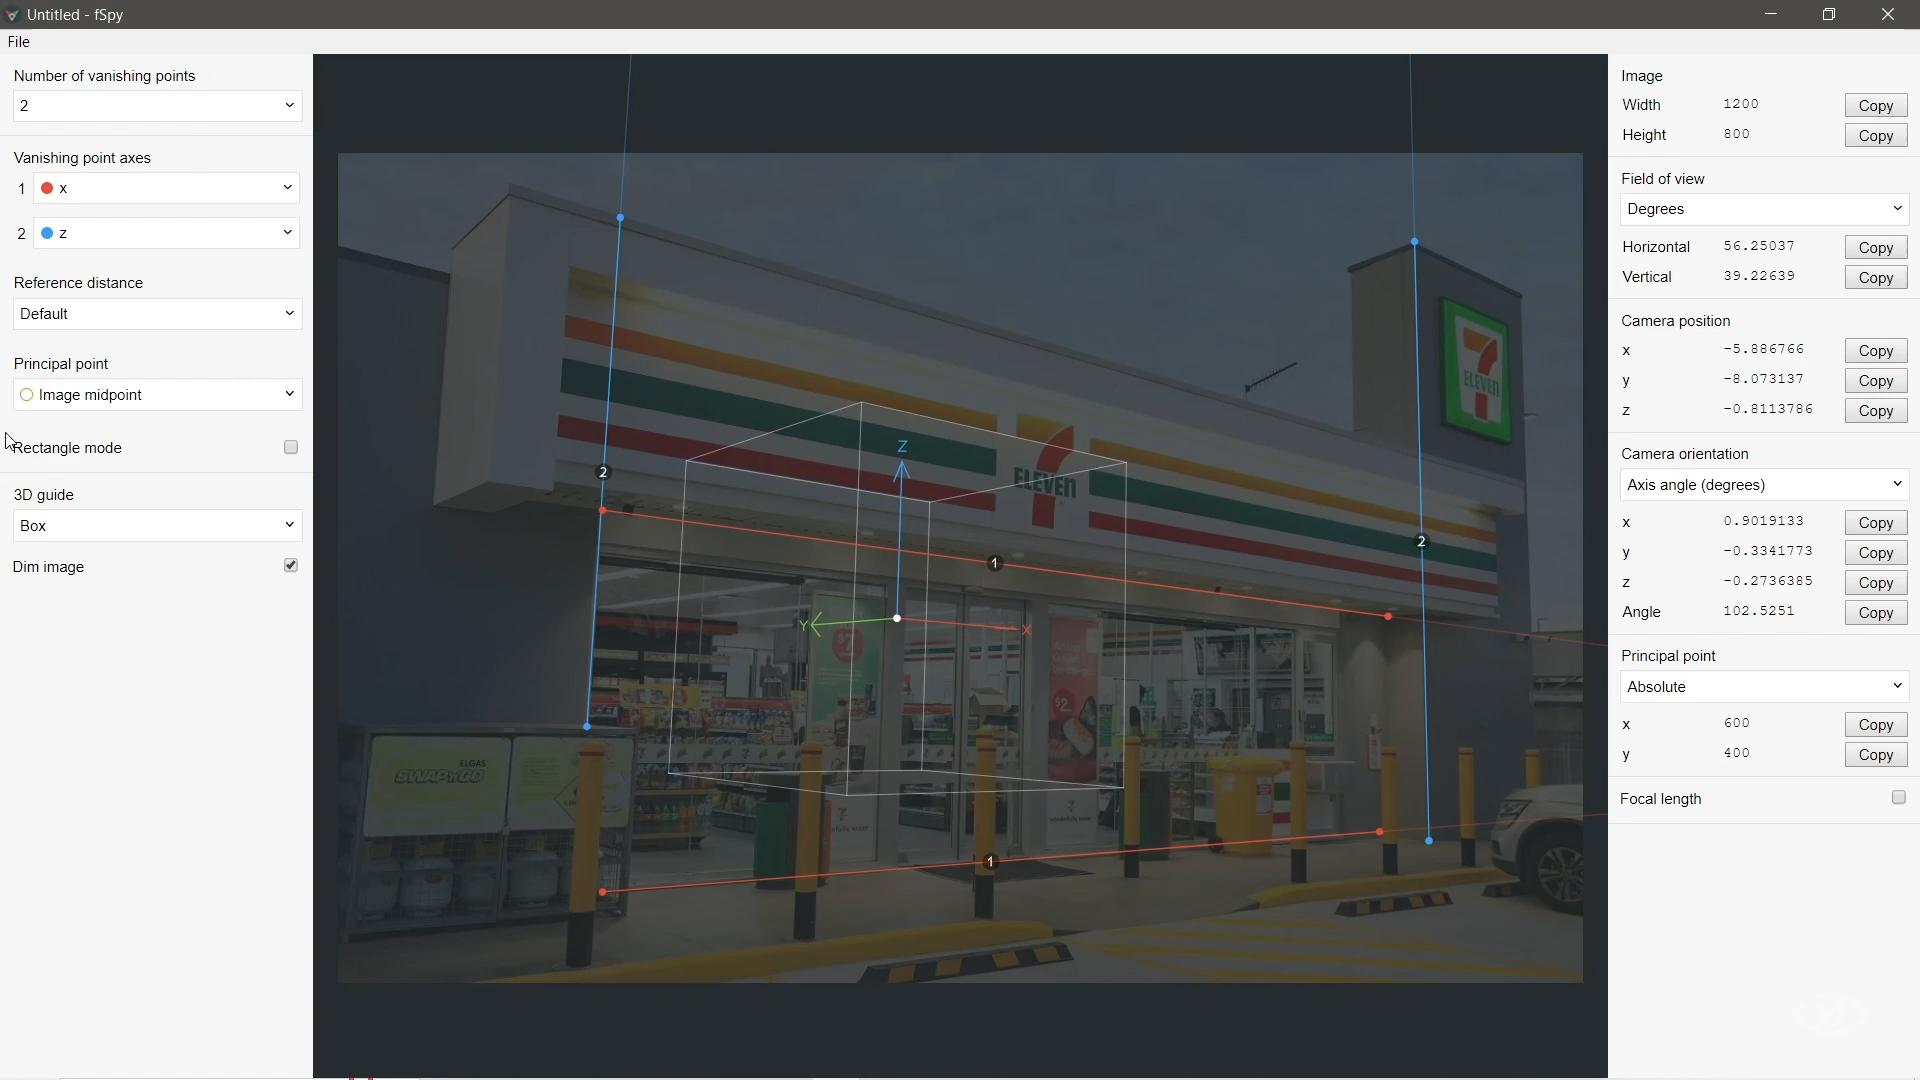 Untitled - fSpy
File
Number of vanishing points
2
Vanishing point axes
1 x
2 z
Reference distance
Default
Principal point
Image midpoint
Rectangle mode
3D guide
Box
Dim image
ELEVEN
ELEVEN
Z
2
2
1
Y
X
$7
$2
ELGAS
SWAP'n'GO
1
Image
Width 1200 Copy
Height 800 Copy
Field of view
Degrees
Horizontal 56.25037 Copy
Vertical 39.22639 Copy
Camera position
x -5.886766 Copy
y -8.073137 Copy
z -0.8113786 Copy
Camera orientation
Axis angle (degrees)
x 0.9019133 Copy
y -0.3341773 Copy
z -0.2736385 Copy
Angle 102.5251 Copy
Principal point
Absolute
x 600 Copy
y 400 Copy
Focal length